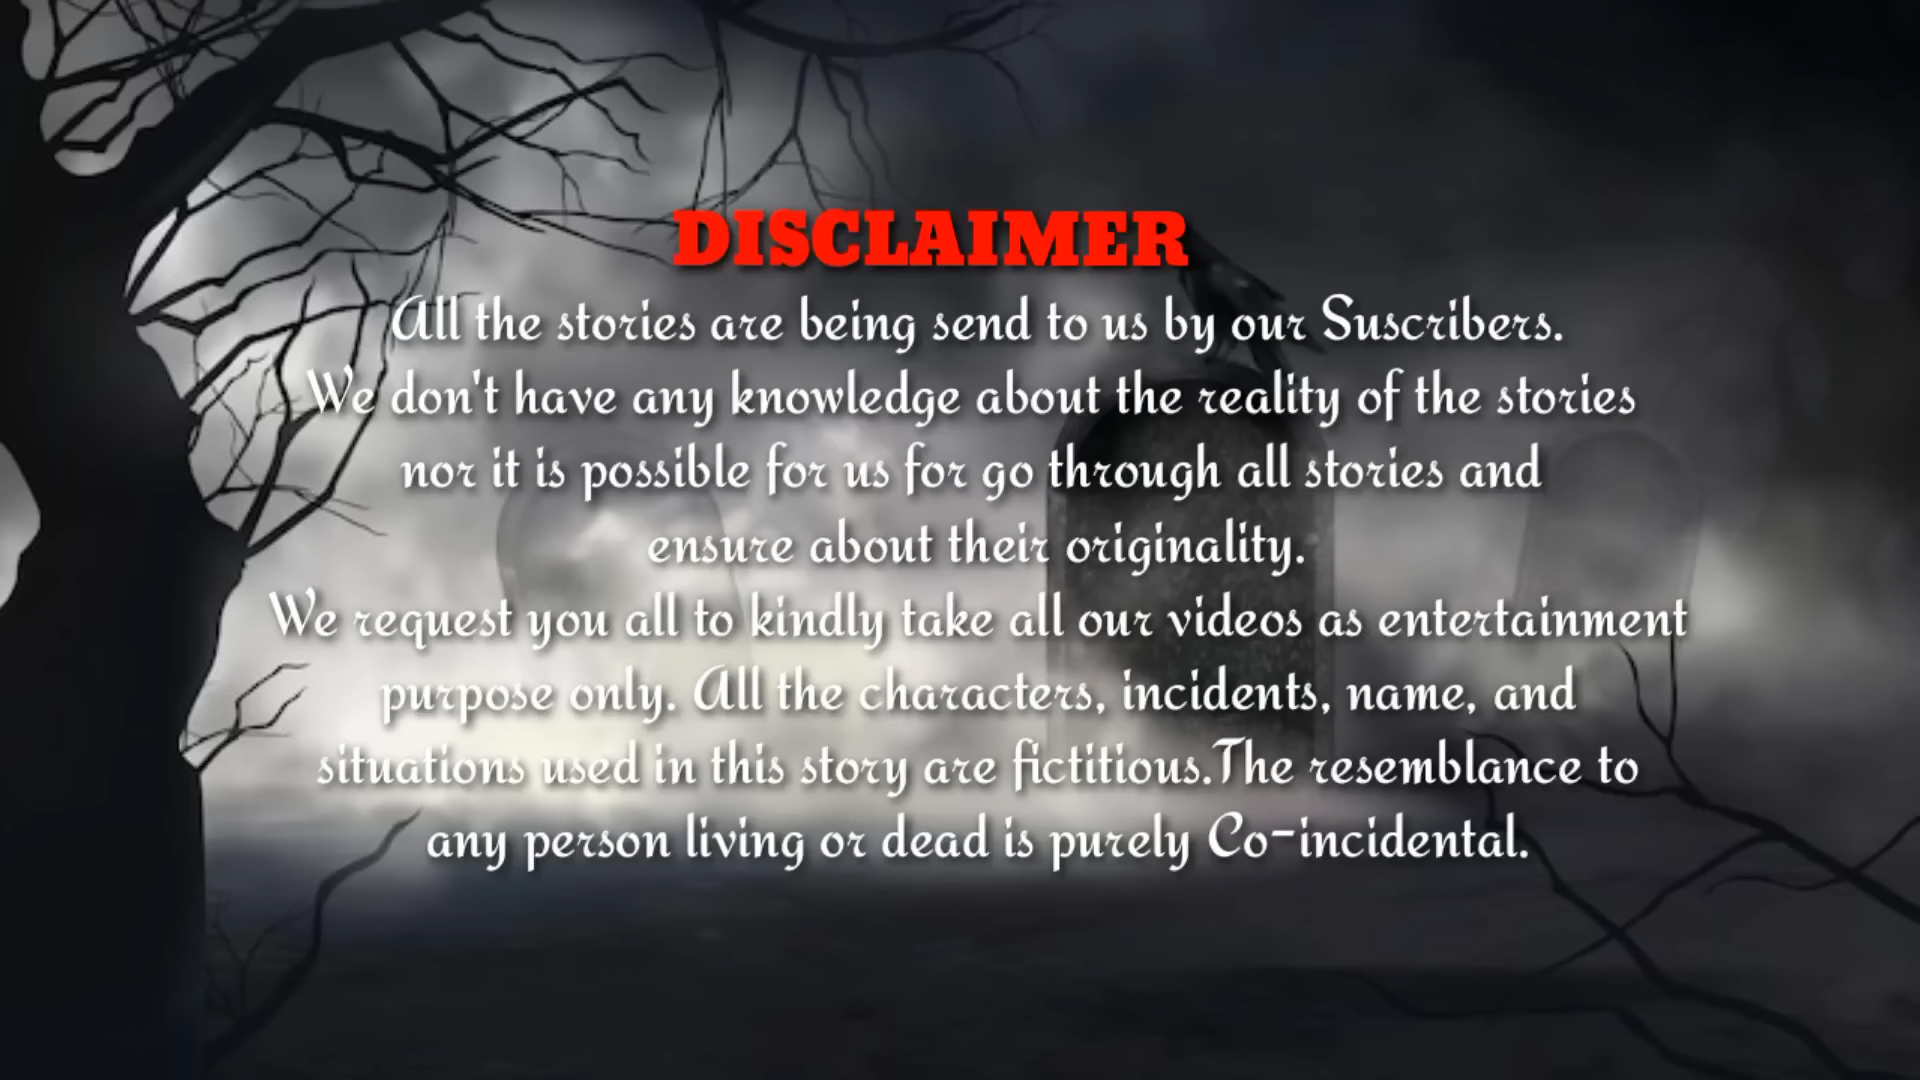 DISCLAIMER
All the stories are being send to us by our Suscribers.
We don't have any knowledge about the reality of the stories
nor it is possible for us for go through all stories and
ensure about their originality.
We request you all to kindly take all our videos as entertainment
purpose only. All the characters, incidents, name, and
situations used in this story are fictitious.The resemblance to
any person living or dead is purely Co-incidental.